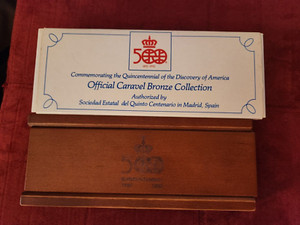 500
Commemorating the Quincentennial of the Discovery of America
Official Caravel Bronze Collection
Authorized by
Sociedad Estatal del Quinto Centenario in Madrid, Spain
500